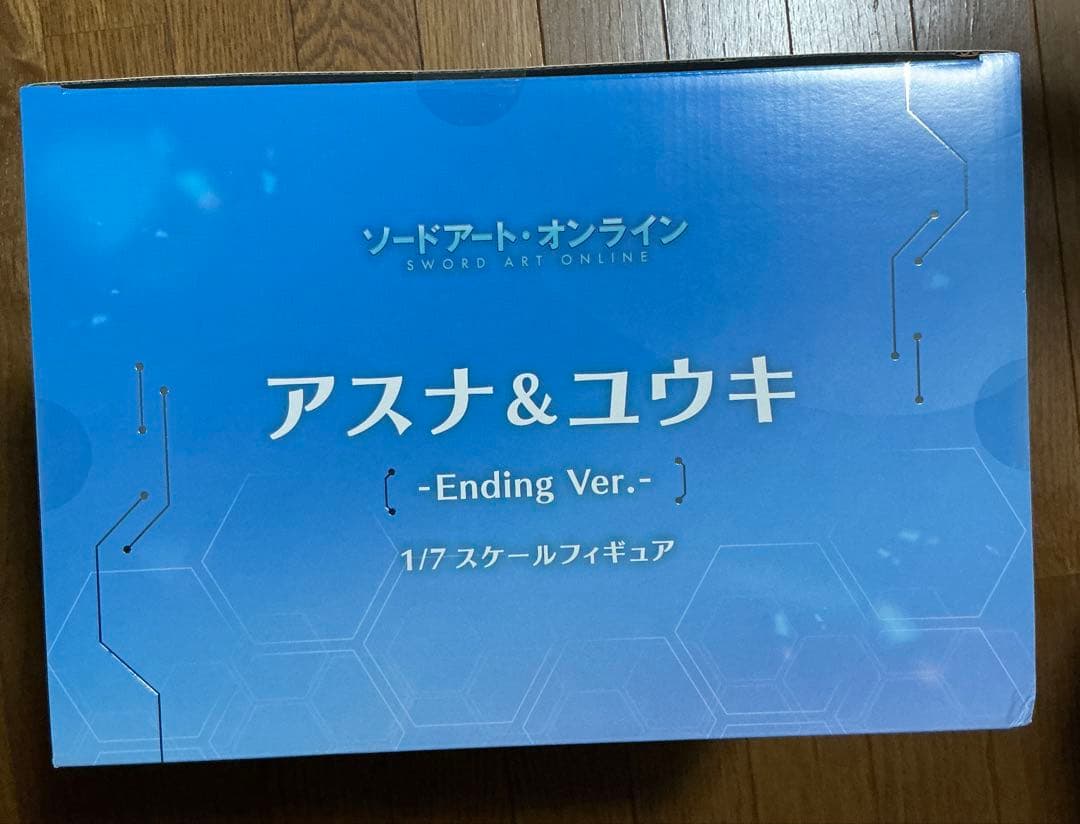 ソードアート・オンライン
SWORD ART ONLINE
アスナ&ユウキ
-Ending Ver.-
1/7 スケールフィギュア